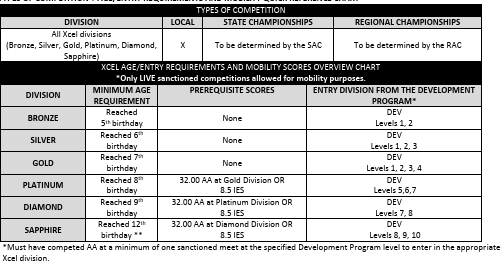 TYPES OF COMPETITION
DIVISION LOCAL STATE CHAMPIONSHIPS REGIONAL CHAMPIONSHIPS
All Xcel divisions
(Bronze, Silver, Gold, Platinum, Diamond,
Sapphire)
X To be determined by the SAC To be determined by the RAC
XCEL AGE/ENTRY REQUIREMENTS AND MOBILITY SCORES OVERVIEW CHART
*Only LIVE sanctioned competitions allowed for mobility purposes.
DIVISION MINIMUM AGE REQUIREMENT PREREQUISITE SCORES ENTRY DIVISION FROM THE DEVELOPMENT PROGRAM*
BRONZE Reached 5th birthday None DEV Levels 1, 2
SILVER Reached 6th birthday None DEV Levels 1, 2, 3
GOLD Reached 7th birthday None DEV Levels 1, 2, 3, 4
PLATINUM Reached 8th birthday 32.00 AA at Gold Division OR 8.5 IES DEV Levels 5,6,7
DIAMOND Reached 9th birthday 32.00 AA at Platinum Division OR 8.5 IES DEV Levels 7, 8
SAPPHIRE Reached 12th birthday ** 32.00 AA at Diamond Division OR 8.5 IES DEV Levels 8, 9, 10
*Must have competed AA at a minimum of one sanctioned meet at the specified Development Program level to enter in the appropriate
Xcel division.